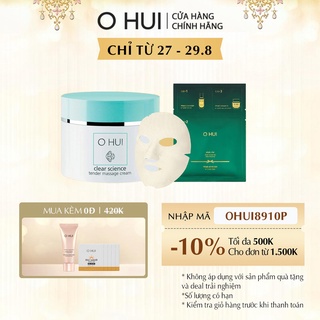 O HUI
CỬA HÀNG
CHÍNH HÃNG
CHỈ TỪ 27 - 29.8
O HUI
clear science
tender massage cream
O HUI
MUA KÈM 0Đ | 420K
NHẬP MÃ
OHUI8910P
-10%
Tối đa 500K
Cho đơn từ 1.500K
* Không áp dụng với sản phẩm quà tặng
và deal trải nghiệm
*Số lượng có hạn
* Kiểm tra giỏ hàng trước khi thanh toán